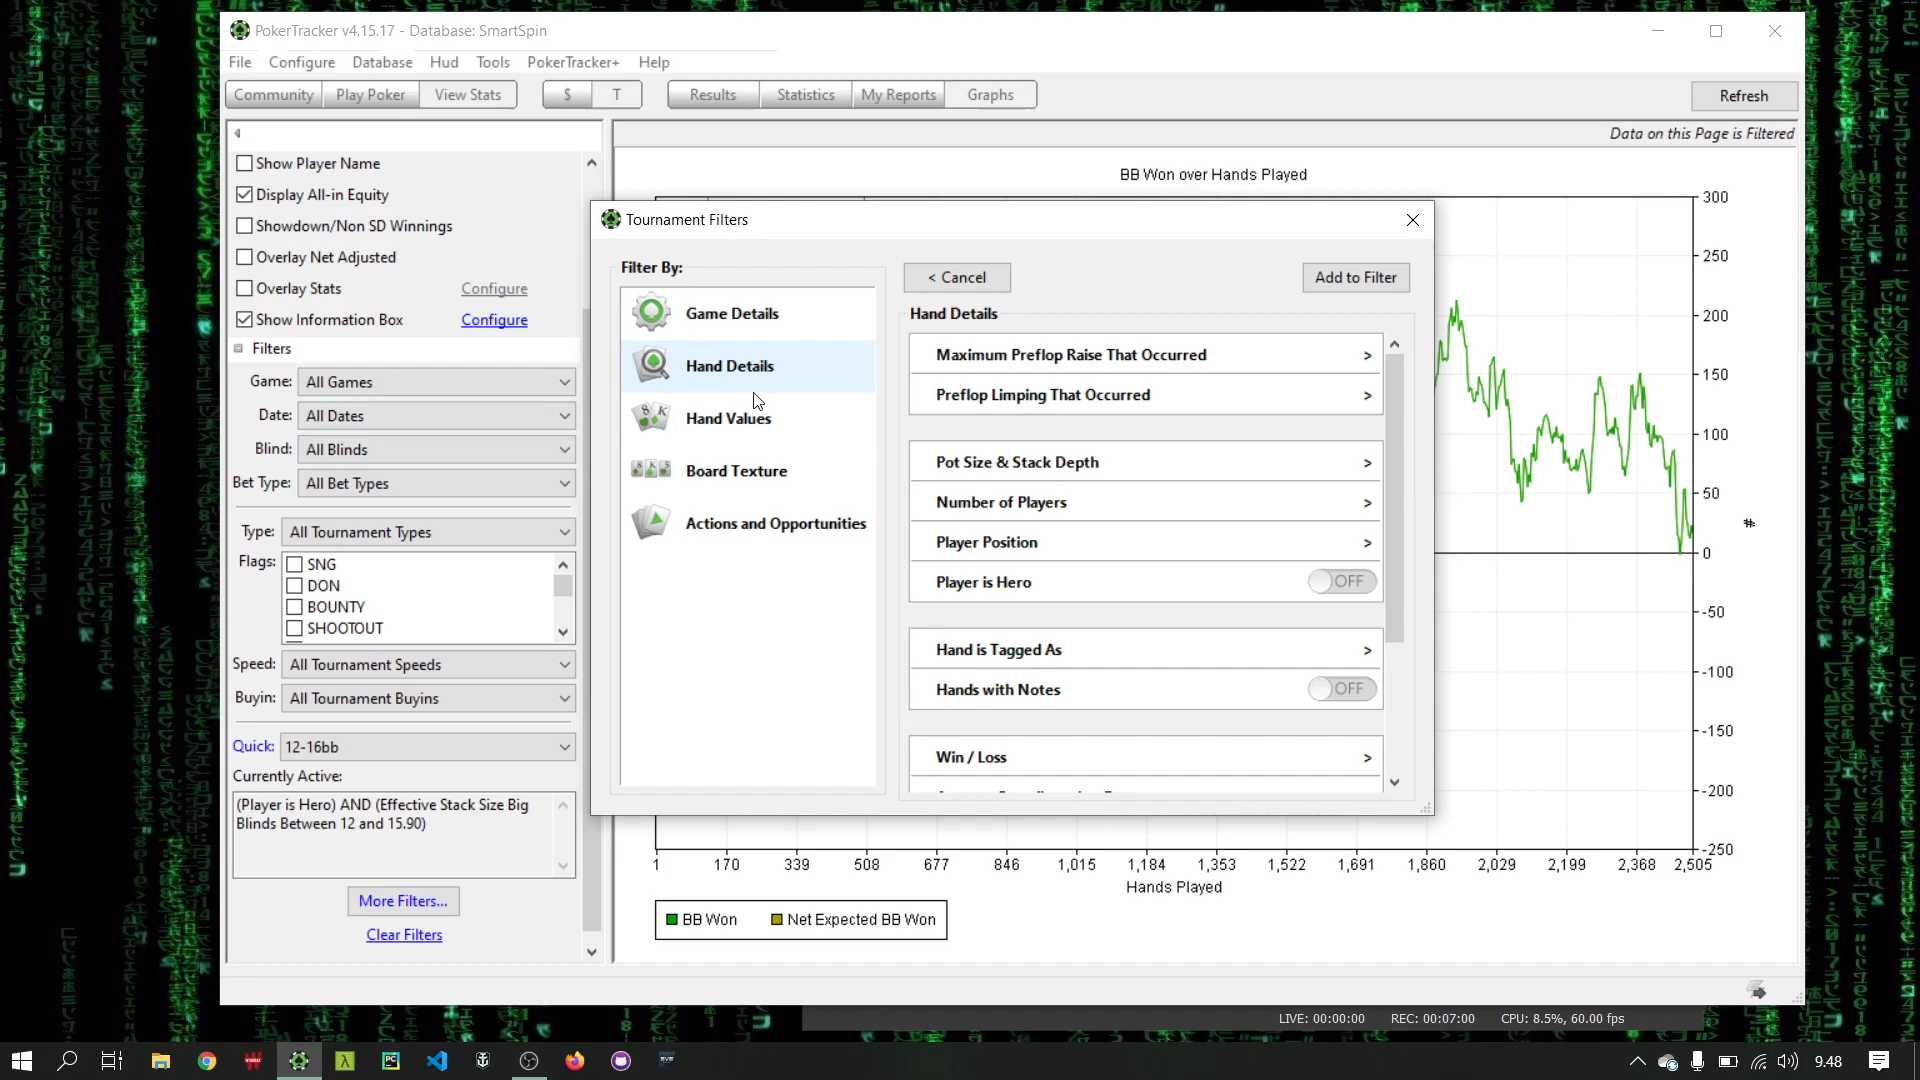 PokerTracker v4.15.17 - Database: SmartSpin
File Configure Database Hud Tools PokerTracker+ Help
Community Play Poker View Stats $ T Results Statistics My Reports Graphs Refresh
Data on this Page is Filtered
Show Player Name
Display All-in Equity
Showdown/Non SD Winnings
Overlay Net Adjusted
Overlay Stats Configure
Show Information Box Configure
Filters
Game: All Games
Date: All Dates
Blind: All Blinds
Bet Type: All Bet Types
Type: All Tournament Types
Flags: SNG
DON
BOUNTY
SHOOTOUT
Speed: All Tournament Speeds
Buyin: All Tournament Buyins
Quick: 12-16bb
Currently Active:
(Player is Hero) AND (Effective Stack Size Big
Blinds Between 12 and 15.90)
More Filters...
Clear Filters
BB Won over Hands Played
Tournament Filters
Filter By:
Game Details
Hand Details
Hand Values
Board Texture
Actions and Opportunities
< Cancel
Add to Filter
Hand Details
Maximum Preflop Raise That Occurred >
Preflop Limping That Occurred >
Pot Size & Stack Depth >
Number of Players >
Player Position >
Player is Hero OFF
Hand is Tagged As >
Hands with Notes OFF
Win / Loss >
300
250
200
150
100
50
0
-50
-100
-150
-200
-250
#
1 170 339 508 677 846 1,015 1,184 1,353 1,522 1,691 1,860 2,029 2,199 2,368 2,505
Hands Played
BB Won Net Expected BB Won
LIVE: 00:00:00 REC: 00:07:00 CPU: 8.5%, 60.00 fps
9.48